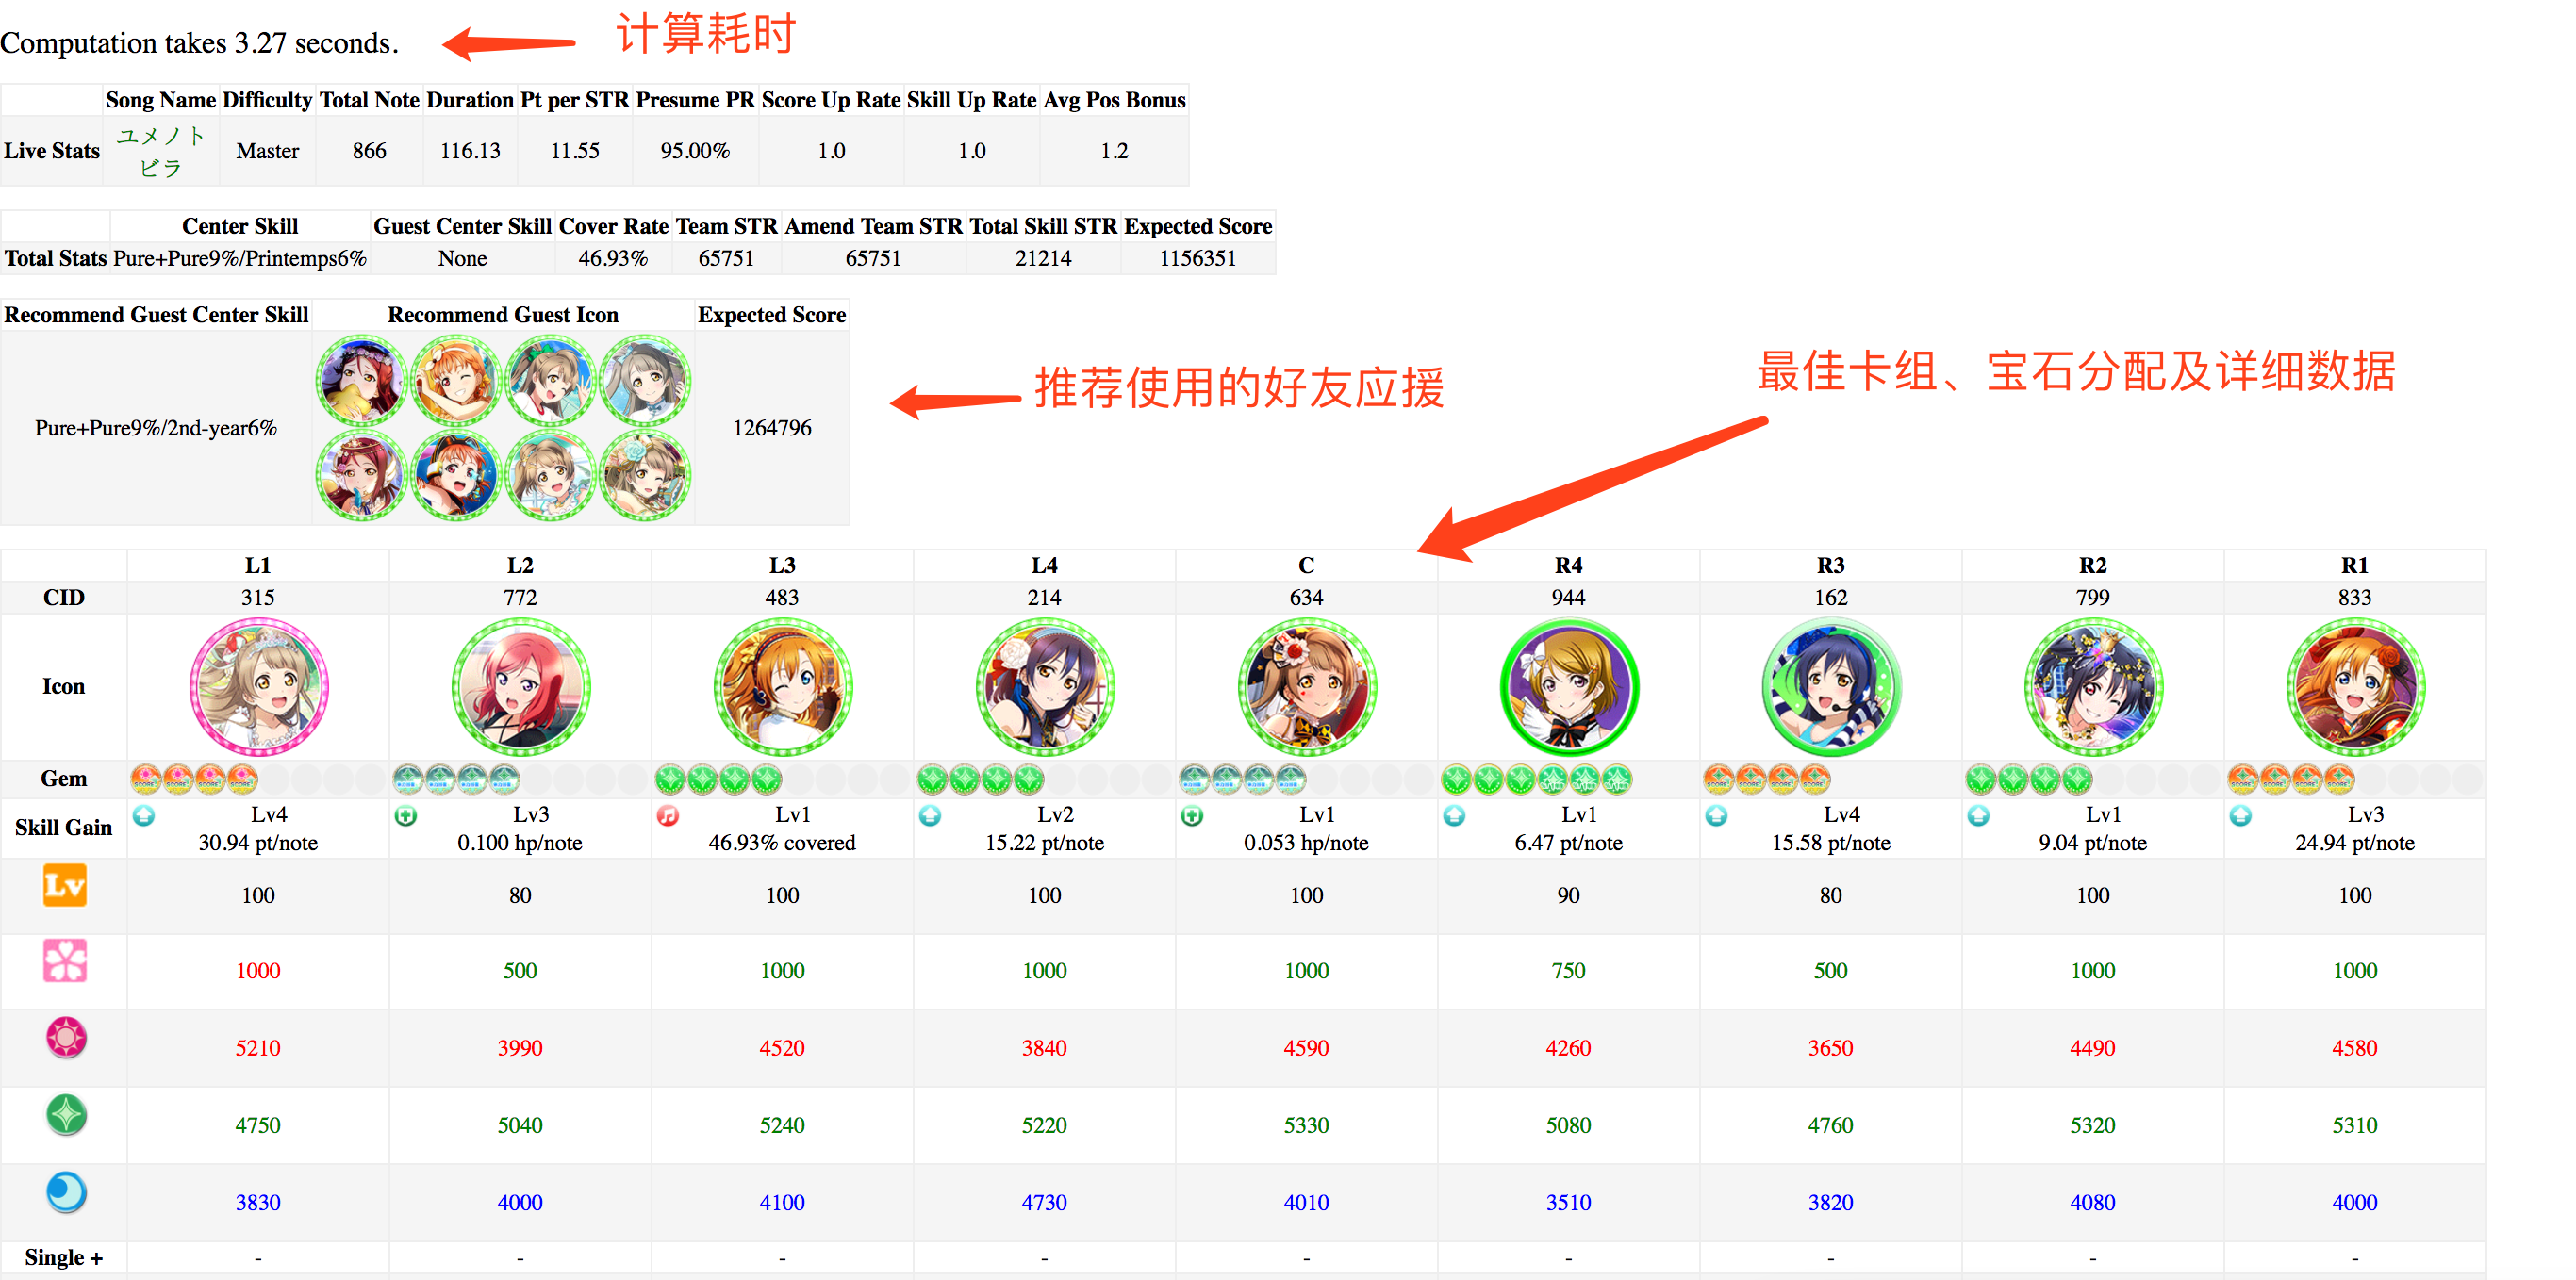 Computation takes 3.27 seconds.
计算耗时
Song Name Difficulty Total Note Duration Pt per STR Presume PR Score Up Rate Skill Up Rate Avg Pos Bonus
Live Stats ユメノトビラ Master 866 116.13 11.55 95.00% 1.0 1.0 1.2
Center Skill Guest Center Skill Cover Rate Team STR Amend Team STR Total Skill STR Expected Score
Total Stats Pure+Pure9%/Printemps6% None 46.93% 65751 65751 21214 1156351
Recommend Guest Center Skill Recommend Guest Icon Expected Score
Pure+Pure9%/2nd-year6% 1264796
推荐使用的好友应援
最佳卡组、宝石分配及详细数据
L1 L2 L3 L4 C R4 R3 R2 R1
CID 315 772 483 214 634 944 162 799 833
Icon
Gem
Skill Gain Lv4 Lv3 Lv1 Lv2 Lv1 Lv1 Lv4 Lv1 Lv3
30.94 pt/note 0.100 hp/note 46.93% covered 15.22 pt/note 0.053 hp/note 6.47 pt/note 15.58 pt/note 9.04 pt/note 24.94 pt/note
Lv 100 80 100 100 100 90 80 100 100
1000 500 1000 1000 1000 750 500 1000 1000
5210 3990 4520 3840 4590 4260 3650 4490 4580
4750 5040 5240 5220 5330 5080 4760 5320 5310
3830 4000 4100 4730 4010 3510 3820 4080 4000
Single + - - - - - - - - -